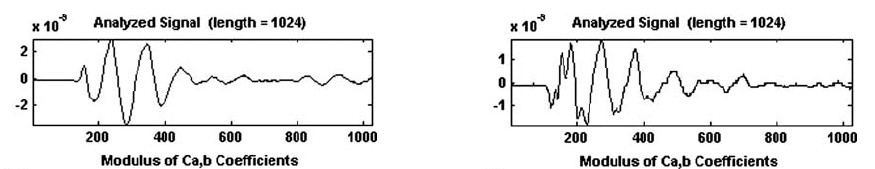 x 10⁻³ Analyzed Signal (length = 1024)
2
0
-2
200 400 600 800 1000
Modulus of Ca,b Coefficients
x 10⁻³ Analyzed Signal (length = 1024)
1
0
-1
200 400 600 800 1000
Modulus of Ca,b Coefficients